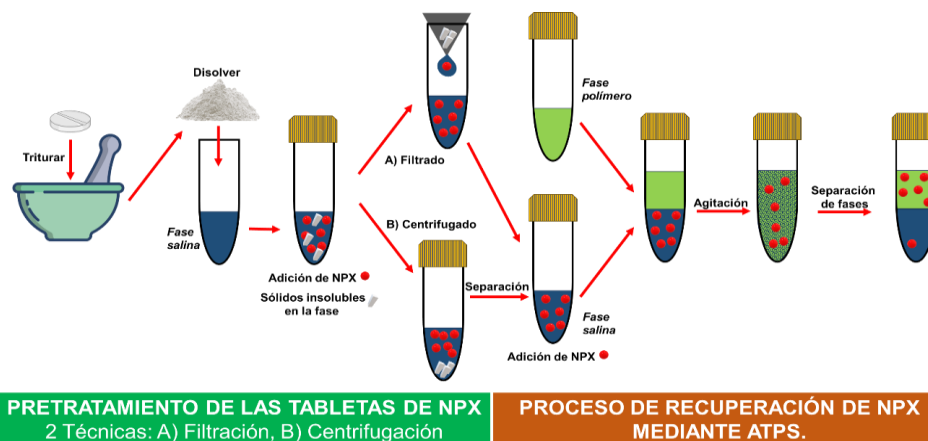 Disolver
Triturar
Fase
salina
Adición de NPX
Sólidos insolubles
en la fase
A) Filtrado
B) Centrifugado
Separación
Fase
polímero
Fase
salina
Adición de NPX
Agitación
Separación
de fases
PRETRATAMIENTO DE LAS TABLETAS DE NPX
2 Técnicas: A) Filtración, B) Centrifugación
PROCESO DE RECUPERACIÓN DE NPX
MEDIANTE ATPS.